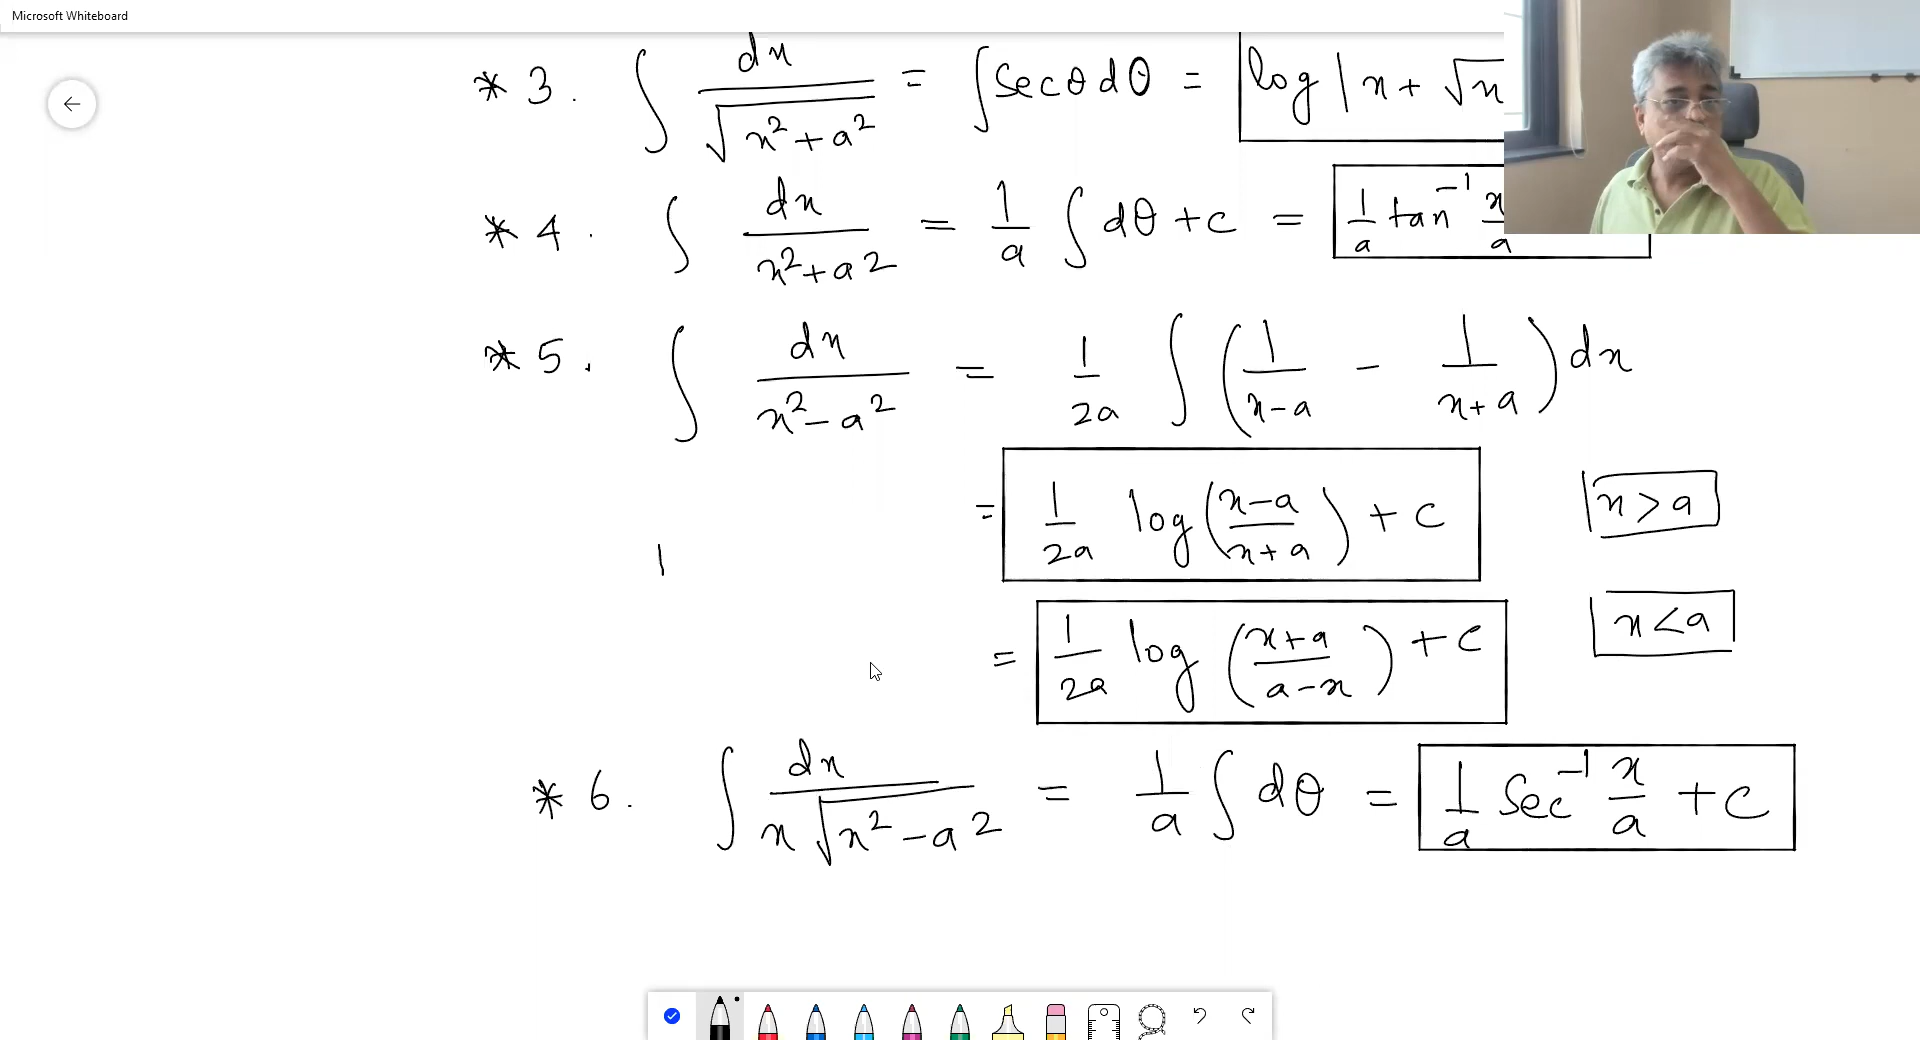 Microsoft Whiteboard
* 3. ∫ dx / √(x² + a²) = ∫ sec θ dθ = log | x + √x
* 4. ∫ dx / (x² + a²) = 1/a ∫ dθ + c = 1/a tan⁻¹ x/a
* 5. ∫ dx / (x² - a²) = 1/2a ∫ (1/(x-a) - 1/(x+a)) dx
= 1/2a log ((x-a)/(x+a)) + c x > a
= 1/2a log ((x+a)/(a-x)) + c x < a
* 6. ∫ dx / (x √(x² - a²)) = 1/a ∫ dθ = 1/a Sec⁻¹ x/a + c